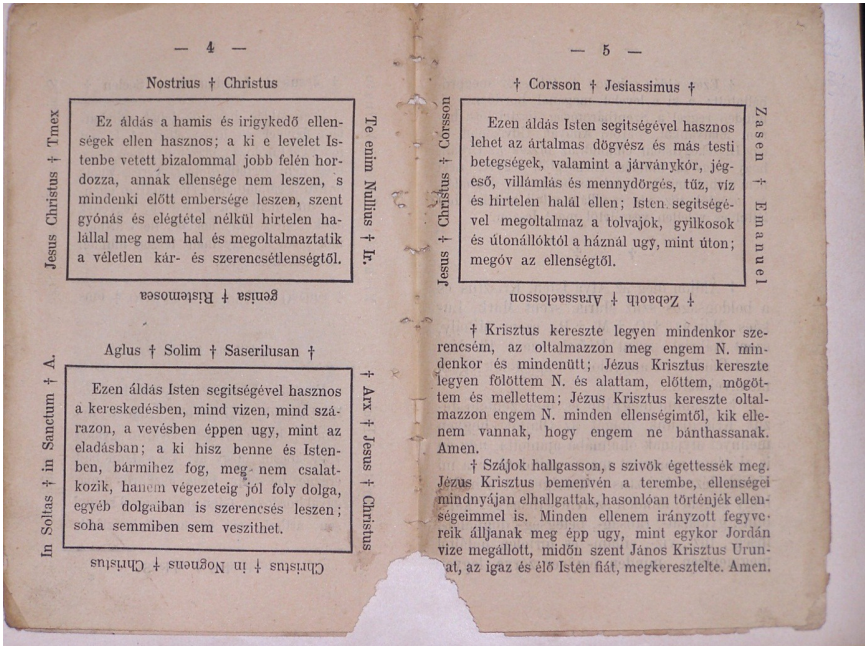 — 4 —
Nostrius † Christus
Jesus Christus † Tmex
Ez áldás a hamis és irigykedő ellen-
ségek ellen hasznos; a ki e levelet Is-
tenbe vetett bizalommal jobb felén hor-
dozza, annak ellensége nem leszen, s
mindenki előtt embersége leszen, szent
gyónás és elégtétel nélkül hirtelen ha-
lállal meg nem hal és megoltalmaztatik
a véletlen kár- és szerencsétlenségtől.
Te enim Nullius † Ir.
genisa † Ristemosea
Aglus † Solim † Saserilusan †
In Soltas † in Sanctum † A.
Ezen áldás Isten segitségével hasznos
a kereskedésben, mind vizen, mind szá-
razon, a vevésben éppen ugy, mint az
eladásban; a ki hisz benne és Isten-
ben, bármihez fog, meg nem csalat-
kozik, hanem végezeteig jól foly dolga,
egyéb dolgaiban is szerencsés leszen;
soha semmiben sem veszithet.
† Arx † Jesus † Christus
Christus † in Nognens † Christus
— 5 —
† Corsson † Jesiassimus †
Jesus † Christus † Corsson
Ezen áldás Isten segitségével hasznos
lehet az ártalmas dögvész és más testi
betegségek, valamint a járványkór, jég-
eső, villámlás és mennydörgés, tűz, víz
és hirtelen halál ellen; Isten segitségé-
vel megoltalmaz a tolvajok, gyilkosok
és útonállóktól a háznál ugy, mint úton;
megóv az ellenségtől.
Zasen † Emanuel
† Zebaoth † Arasselosson
† Krisztus kereszte legyen mindenkor sze-
rencsém, az oltalmazzon meg engem N. min-
denkor és mindenütt; Jézus Krisztus kereszte
legyen fölöttem N. és alattam, előttem, mögöt-
tem és mellettem; Jézus Krisztus kereszte oltal-
mazzon engem N. minden ellenségimtől, kik elle-
nem vannak, hogy engem ne bánthassanak.
Amen.
† Szájok hallgasson, s szivök égettessék meg.
Jézus Krisztus bemenvén a terembe, ellenségei
mindnyájan elhallgattak, hasonlóan történjék ellen-
ségeimmel is. Minden ellenem irányzott fegyve-
reik álljanak meg épp ugy, mint egykor Jordán
vize megállott, midőn szent János Krisztus Urun-
at, az igaz és élő Isten fiát, megkeresztelte. Amen.